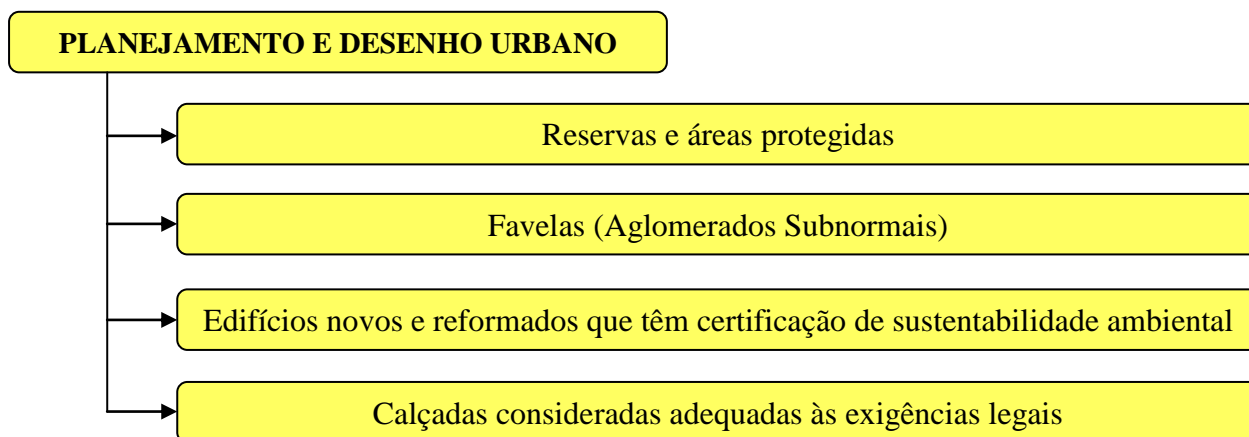 PLANEJAMENTO E DESENHO URBANO
Reservas e áreas protegidas
Favelas (Aglomerados Subnormais)
Edifícios novos e reformados que têm certificação de sustentabilidade ambiental
Calçadas consideradas adequadas às exigências legais